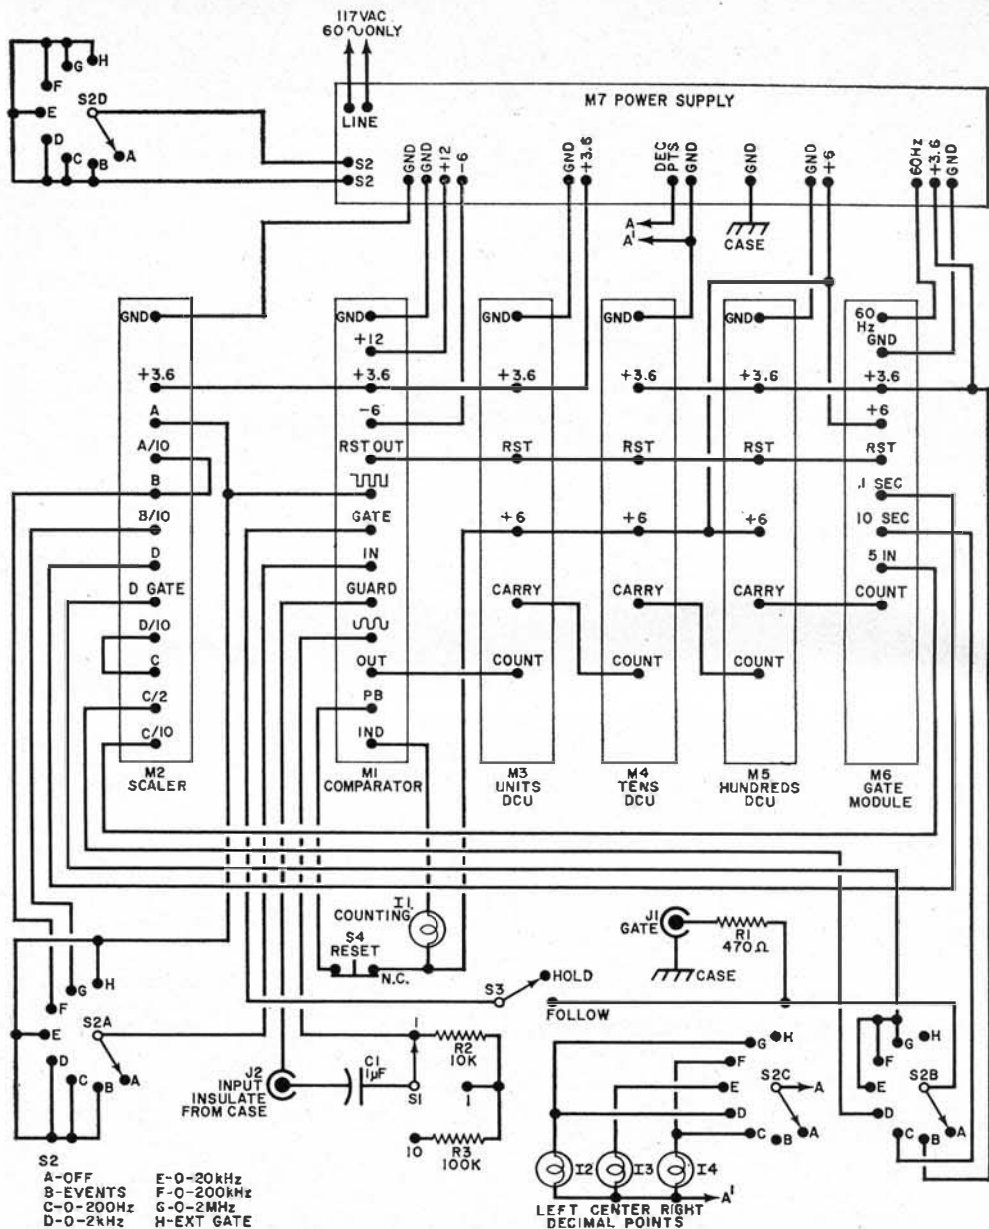 117VAC
60~ONLY
G H
F
E S2D
D
C B A
M7 POWER SUPPLY
LINE
S2
S2
GND
GND
+12
-6
GND
+3.6
DEC
PTS
GND
GND
GND
+6
60Hz
+3.6
GND
A
A'
CASE
GND
+3.6
A
A/10
B
B/10
D
D GATE
D/10
C
C/2
C/10
M2
SCALER
GND
+12
+3.6
-6
RST OUT
GATE
IN
GUARD
OUT
PB
IND
M1
COMPARATOR
GND
+3.6
RST
+6
CARRY
COUNT
M3
UNITS
DCU
GND
+3.6
RST
+6
CARRY
COUNT
M4
TENS
DCU
GND
+3.6
RST
+6
CARRY
COUNT
M5
HUNDREDS
DCU
60
Hz
GND
+3.6
+6
RST
.1 SEC
10 SEC
5 IN
COUNT
M6
GATE
MODULE
I1
COUNTING
S4
RESET
N.C.
J1
GATE
R1
470Ω
CASE
S3
HOLD
FOLLOW
G H
F
E S2A
D
C B A
J2
INPUT
INSULATE
FROM CASE
C1
1µF
S1
1
R2
10K
1
10
R3
100K
G H
F
E S2C A
D
C B A
G H
F
E S2B
D
C B A
I2 I3 I4
A'
LEFT CENTER RIGHT
DECIMAL POINTS
S2
A-OFF E-0-20kHz
B-EVENTS F-0-200kHz
C-0-200Hz G-0-2MHz
D-0-2kHz H-EXT GATE